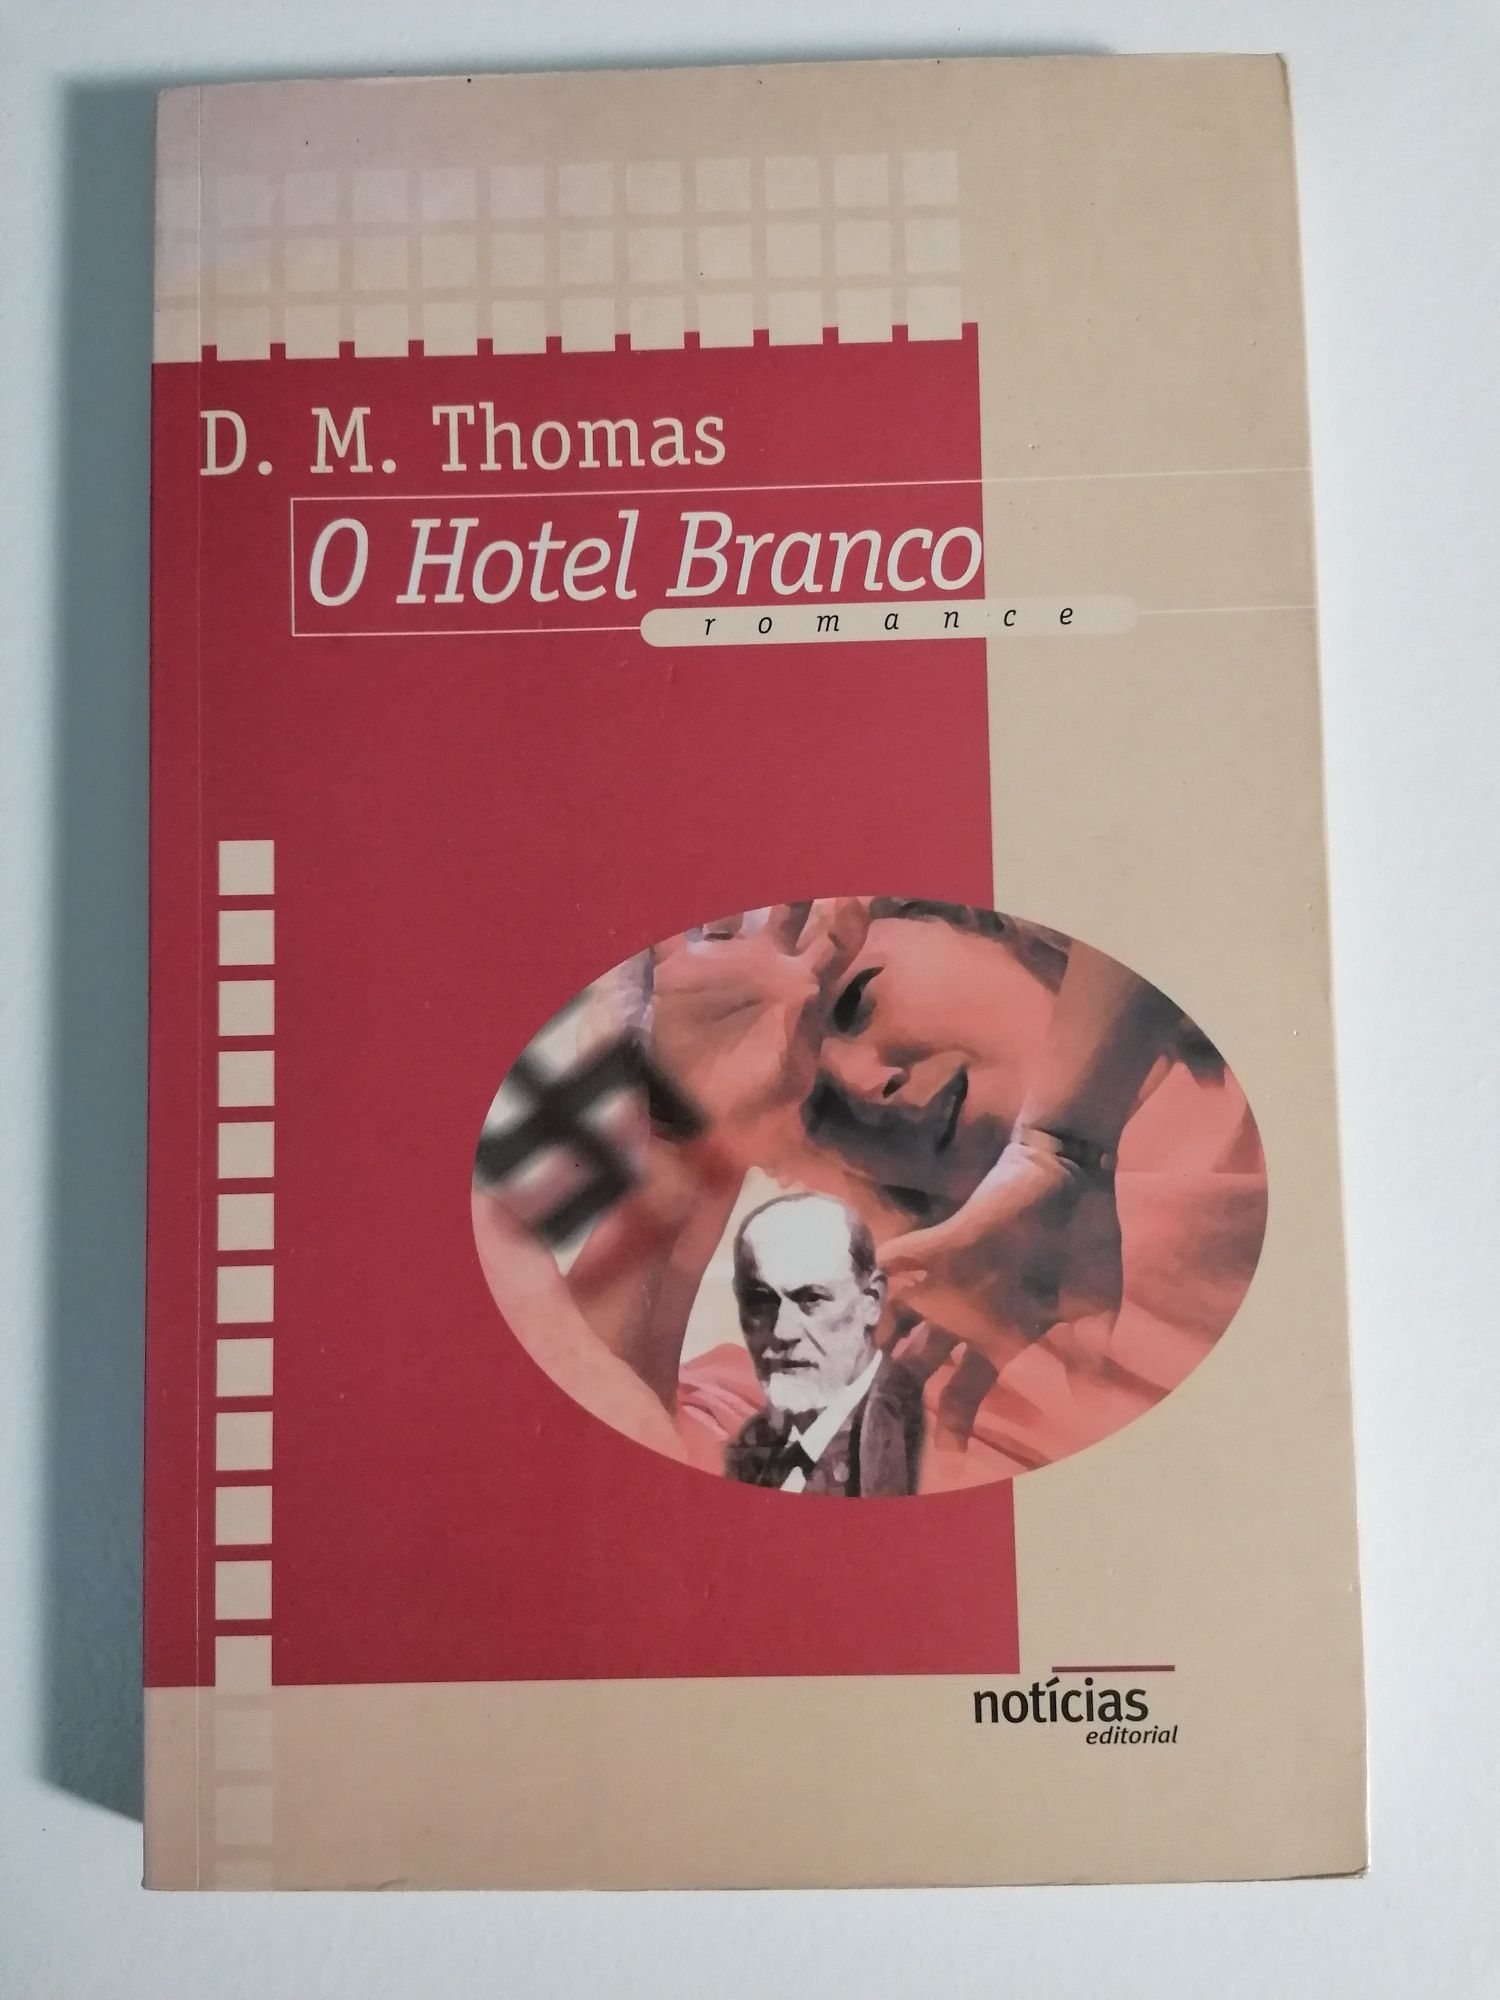 D. M. Thomas
O Hotel Branco
romance
notícias
editorial